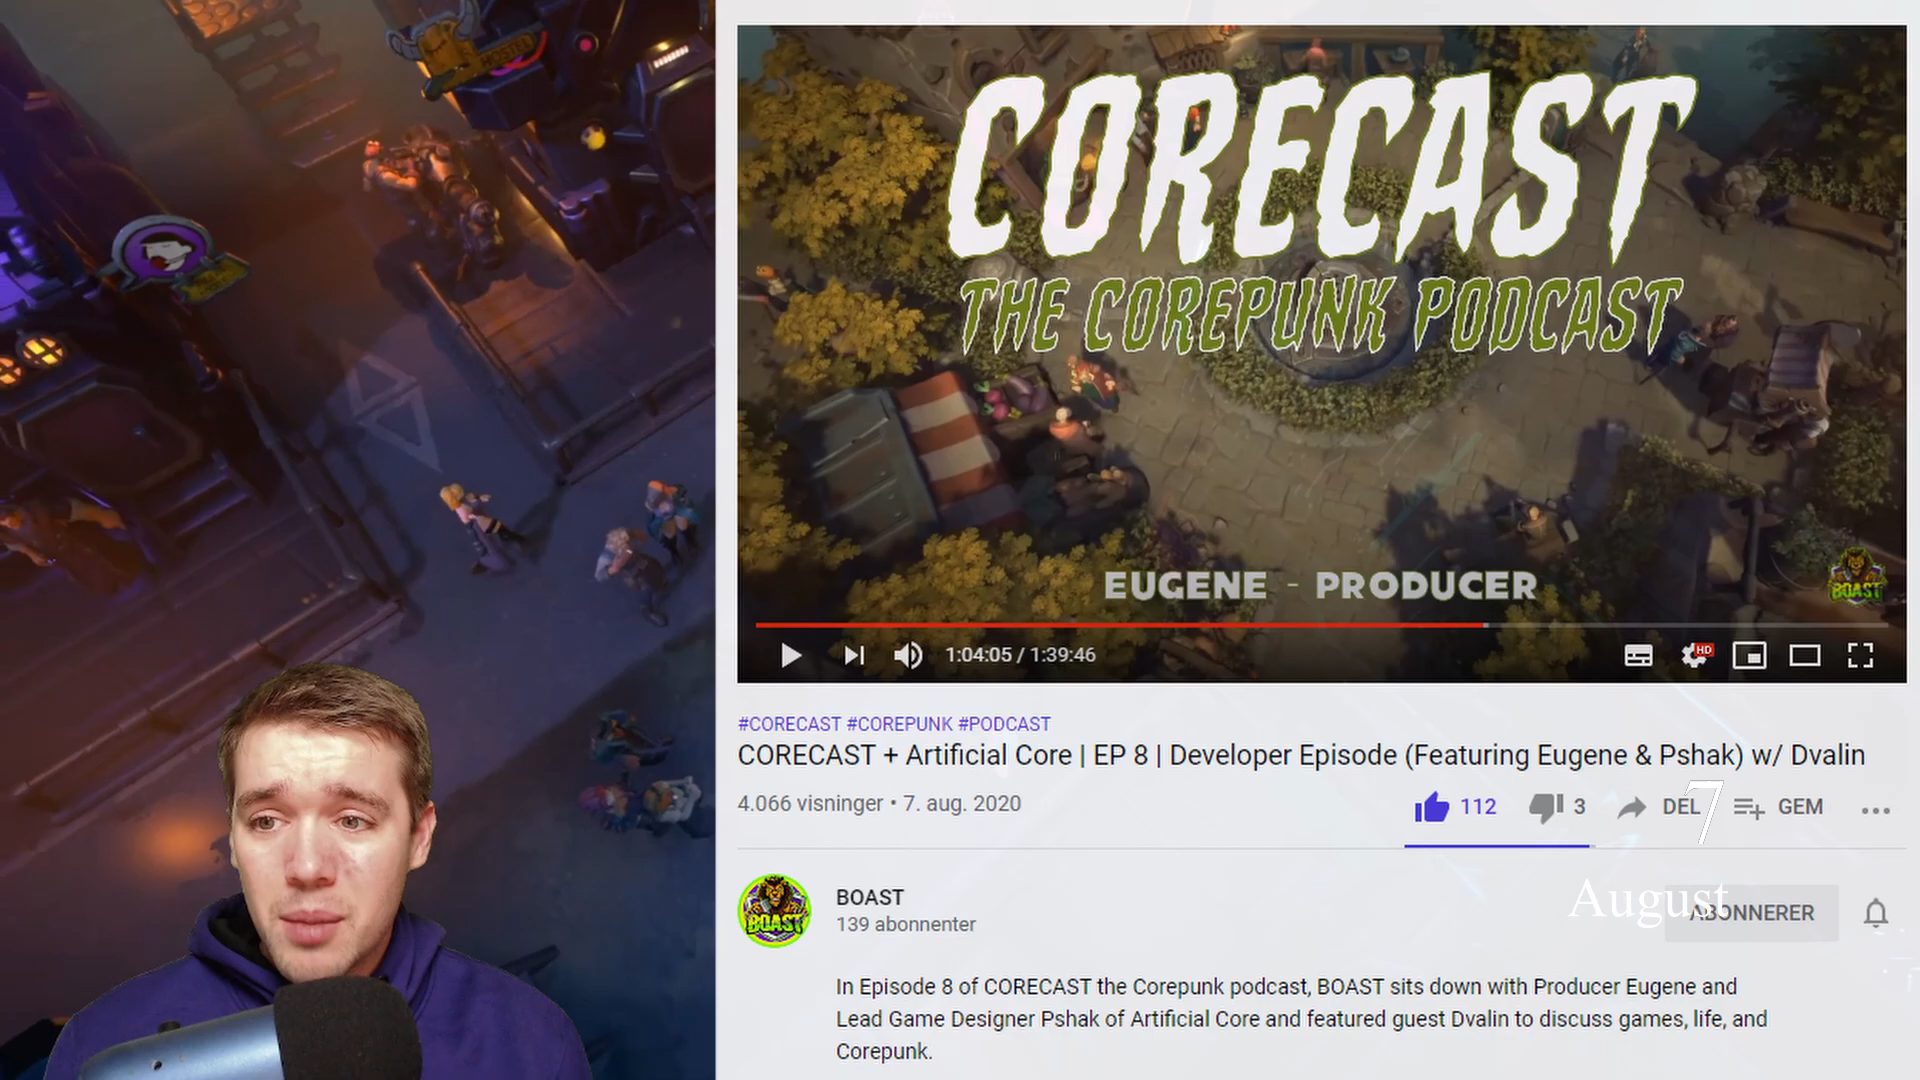 HOSTEL
CORECAST
THE COREPUNK PODCAST
EUGENE - PRODUCER
BOAST
1:04:05 / 1:39:46
HD
#CORECAST #COREPUNK #PODCAST
CORECAST + Artificial Core | EP 8 | Developer Episode (Featuring Eugene & Pshak) w/ Dvalin
4.066 visninger • 7. aug. 2020
112
3
DEL
GEM
7
August
BOAST
BOAST
139 abonnenter
ABONNERER
In Episode 8 of CORECAST the Corepunk podcast, BOAST sits down with Producer Eugene and
Lead Game Designer Pshak of Artificial Core and featured guest Dvalin to discuss games, life, and
Corepunk.